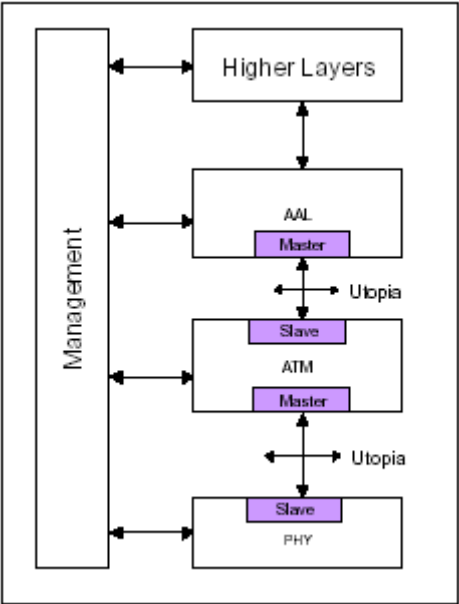 Higher Layers
AAL
Master
Utopia
Slave
ATM
Master
Utopia
Slave
PHY
Management